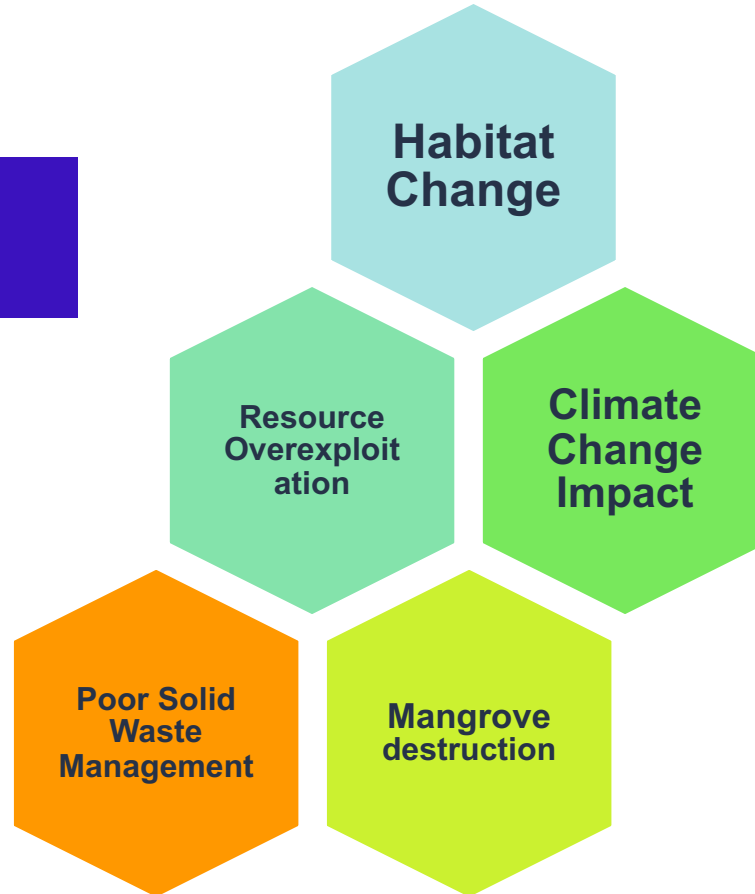 Habitat
Change
Resource
Overexploit
ation
Climate
Change
Impact
Poor Solid
Waste
Management
Mangrove
destruction